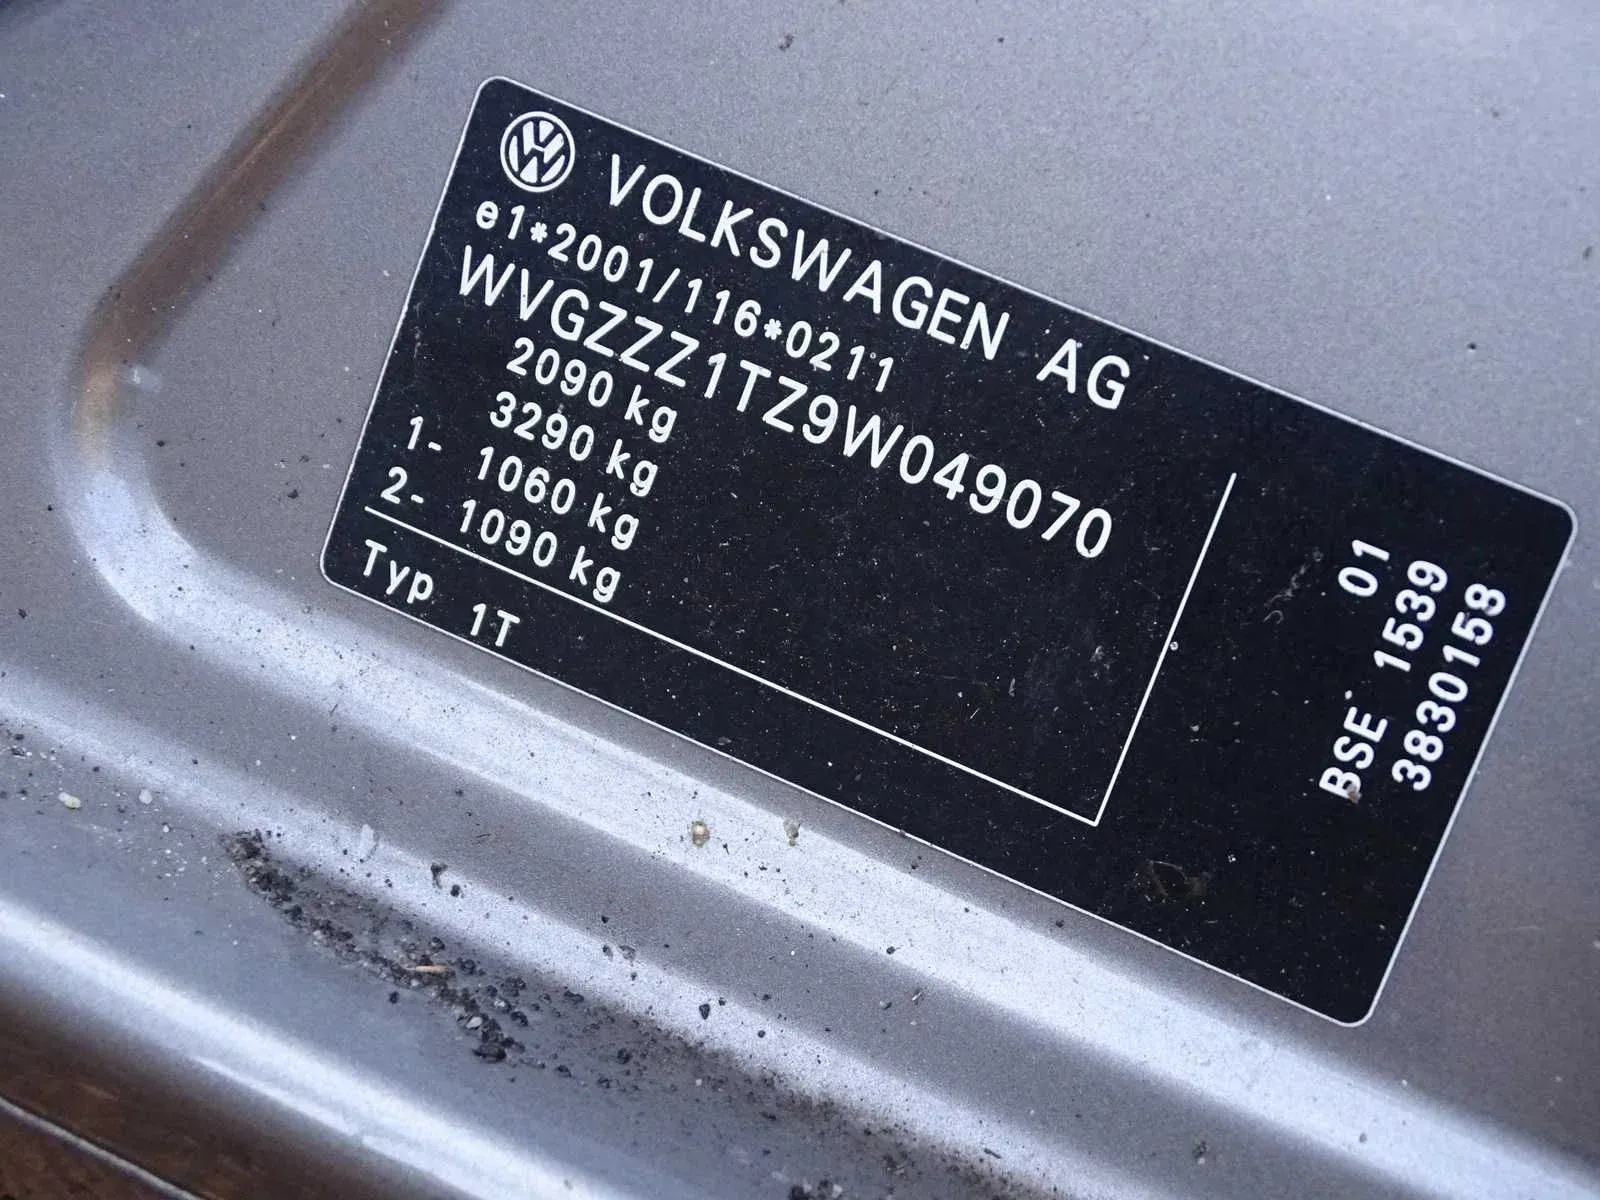 VOLKSWAGEN AG
e1*2001/116*0211
WVGZZZ1TZ9W049070
2090 kg
3290 kg
1- 1060 kg
2- 1090 kg
Typ 1T
01
BSE 1539
3830158